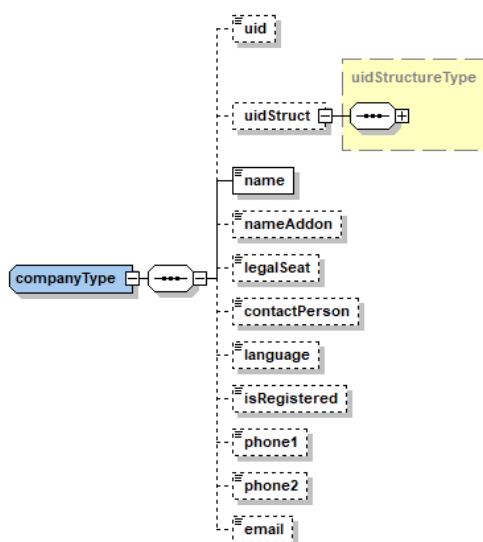 uid
uidStructureType
uidStruct
name
nameAddon
legalSeat
companyType
contactPerson
language
isRegistered
phone1
phone2
email